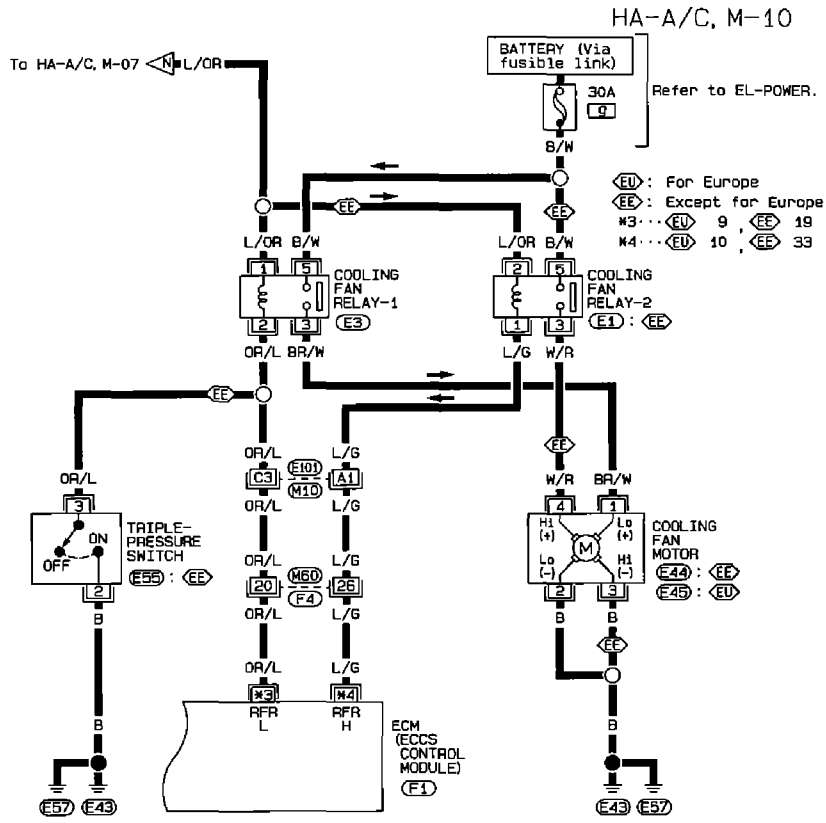 HA-A/C, M-10
BATTERY (Via
fusible link)
To HA-A/C, M-07 N L/OR
30A
9
Refer to EL-POWER.
B/W
EU : For Europe
EE : Except for Europe
*3··· EU 9 , EE 19
*4··· EU 10 , EE 33
EE
EE
L/OR B/W
L/OR B/W
1 5
2 5
COOLING
FAN
RELAY-1
E3
COOLING
FAN
RELAY-2
E1 : EE
2 3
1 3
OR/L BR/W
L/G W/R
EE
EE
OR/L L/G
C3 E101 A1
M10
OR/L L/G
OR/L
W/R BR/W
3
4 1
TRIPLE-
PRESSURE
SWITCH
E55 : EE
OFF ON
2
Hi
(+)
Lo
(+)
M
Lo
(-)
Hi
(-)
COOLING
FAN
MOTOR
E44 : EE
E45 : EU
2 3
OR/L L/G
20 M60 26
F4
OR/L L/G
B
B B
EE
OR/L L/G
*3 *4
RFR
L
RFR
H
ECM
(ECCS
CONTROL
MODULE)
F1
B
B
E57 E43
E43 E57